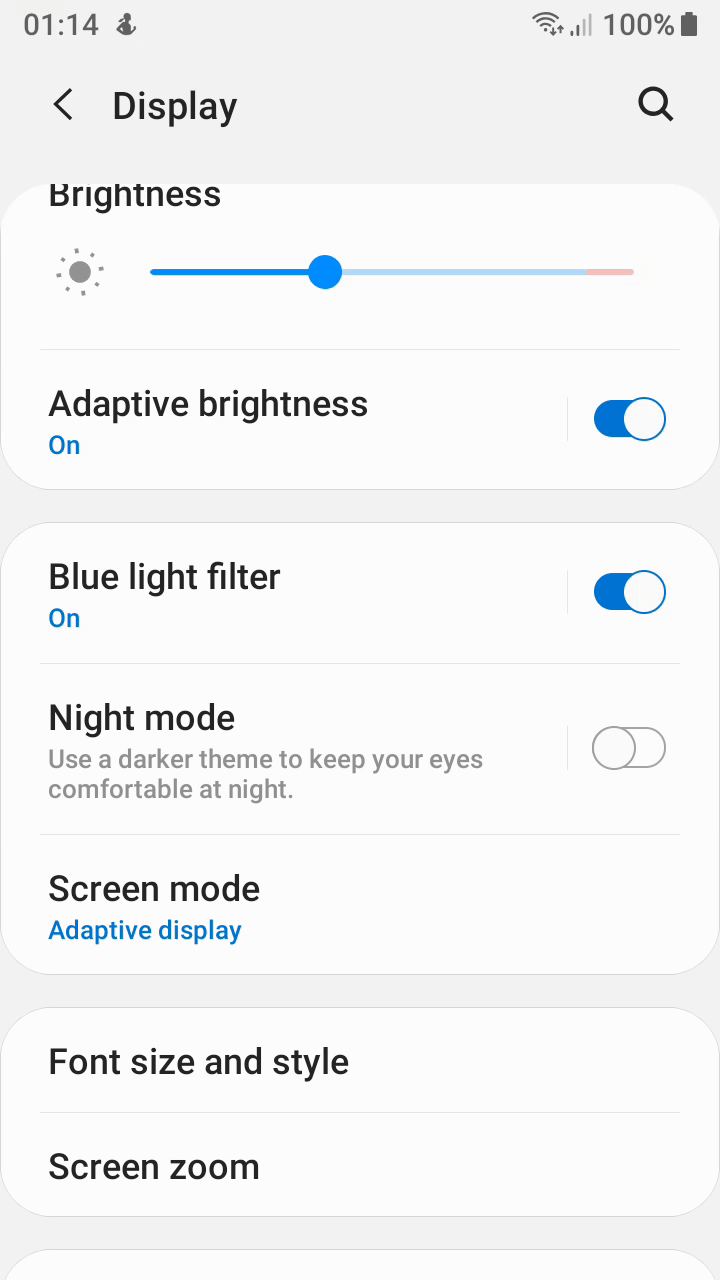 01:14
100%
Display
Brightness
Adaptive brightness
On
Blue light filter
On
Night mode
Use a darker theme to keep your eyes
comfortable at night.
Screen mode
Adaptive display
Font size and style
Screen zoom